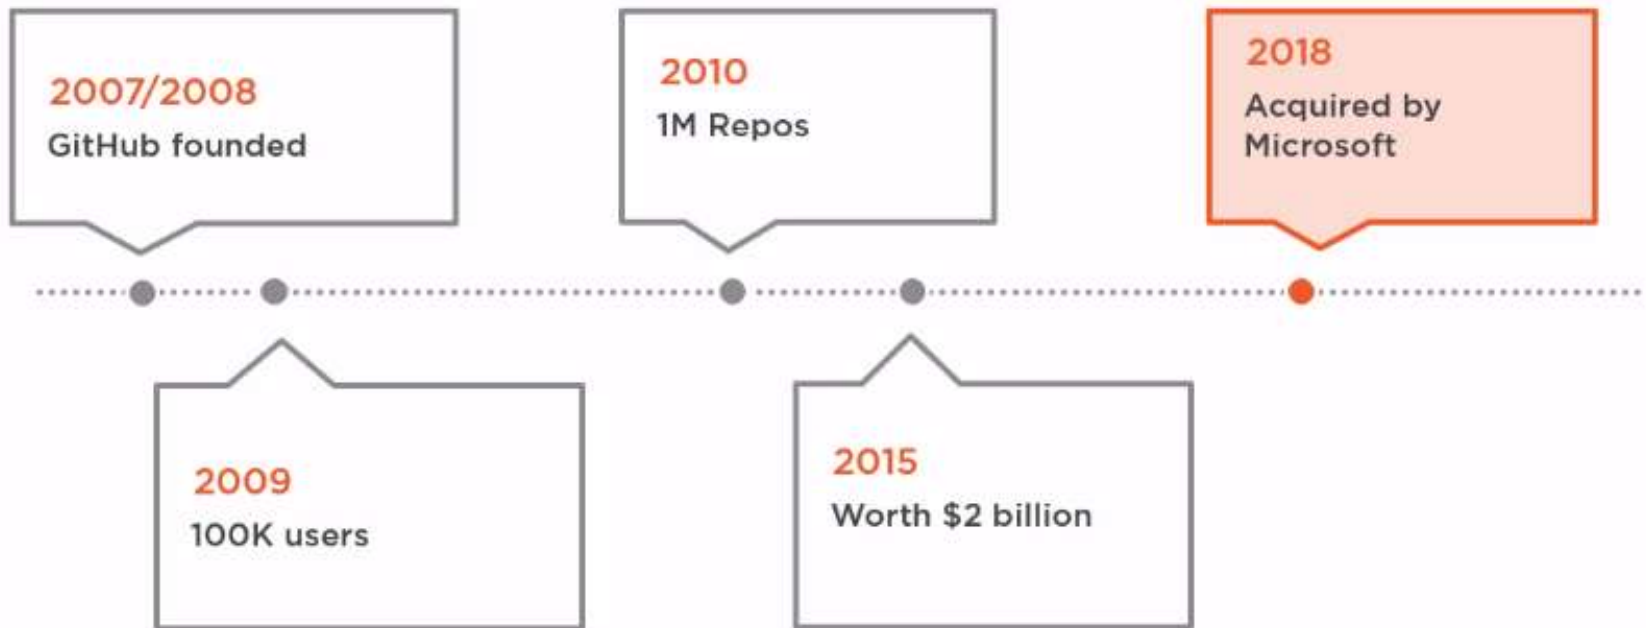 2007/2008
GitHub founded
2009
100K users
2010
1M Repos
2015
Worth $2 billion
2018
Acquired by
Microsoft